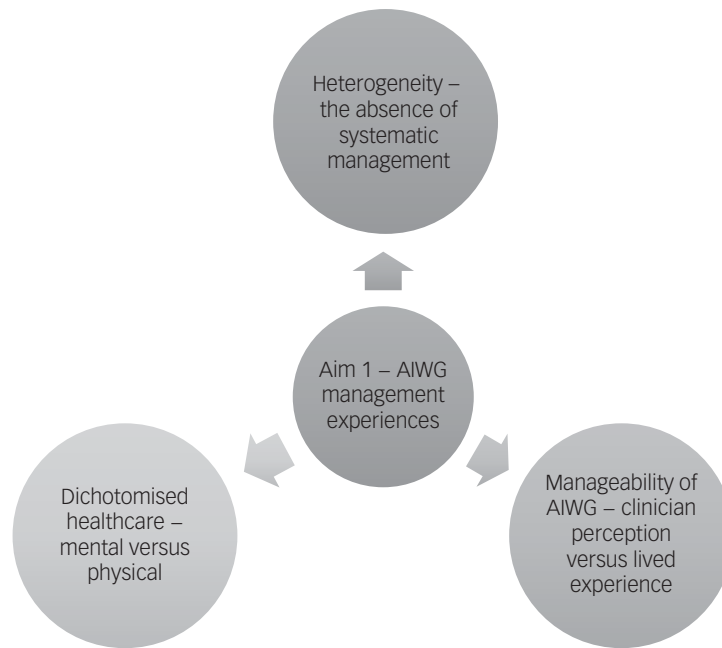 Heterogeneity –
the absence of
systematic
management
Aim 1 – AIWG
management
experiences
Dichotomised
healthcare –
mental versus
physical
Manageability of
AIWG – clinician
perception
versus lived
experience